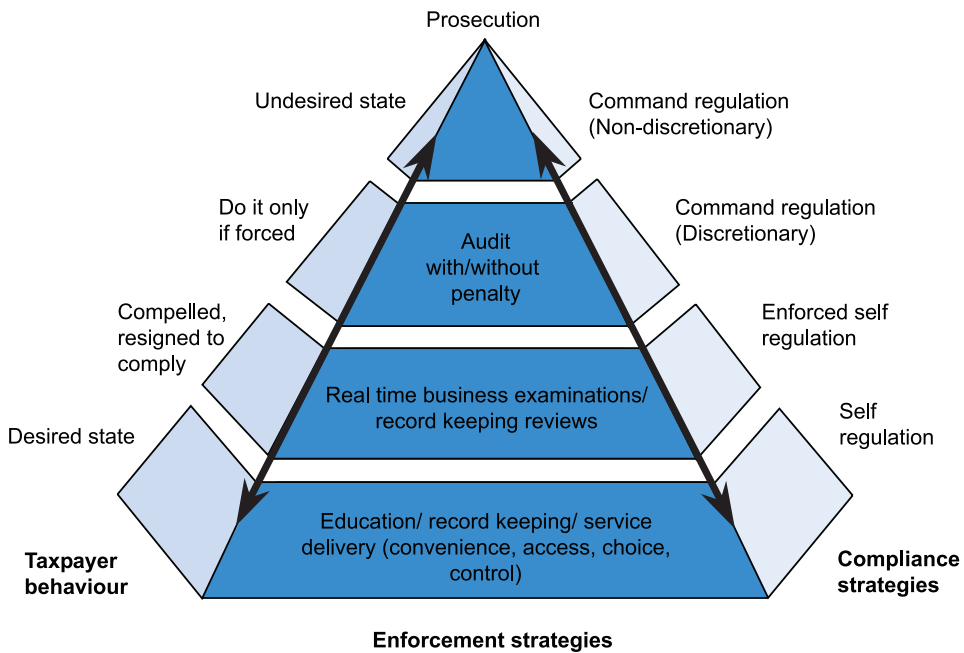 Prosecution
Undesired state
Command regulation
(Non-discretionary)
Do it only
if forced
Command regulation
(Discretionary)
Audit
with/without
penalty
Compelled,
resigned to
comply
Enforced self
regulation
Real time business examinations/
record keeping reviews
Desired state
Self
regulation
Education/ record keeping/ service
delivery (convenience, access, choice,
control)
Taxpayer
behaviour
Compliance
strategies
Enforcement strategies